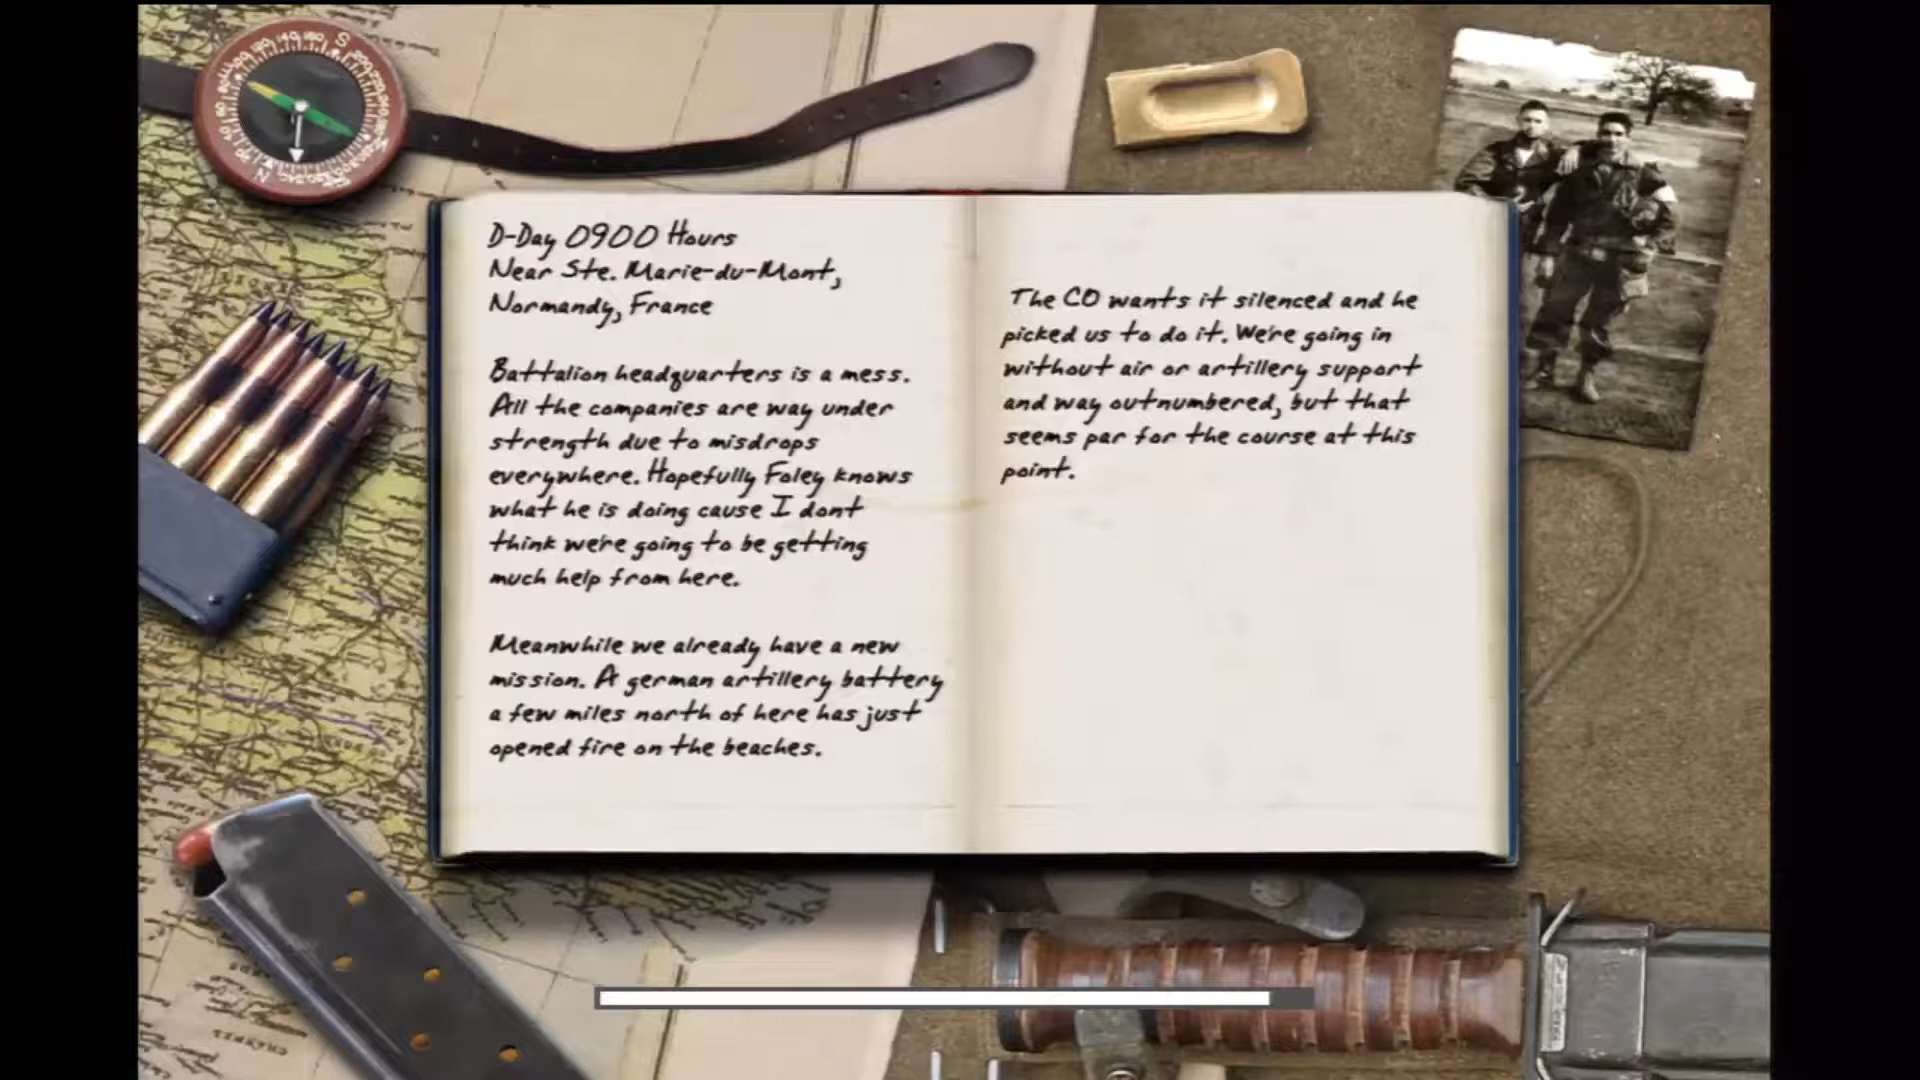 D-Day 0900 Hours
Near Ste. Marie-du-Mont,
Normandy, France
Battalion headquarters is a mess.
All the companies are way under
strength due to misdrops
everywhere. Hopefully Foley knows
what he is doing cause I dont
think we're going to be getting
much help from here.
Meanwhile we already have a new
mission. A german artillery battery
a few miles north of here has just
opened fire on the beaches.
The CO wants it silenced and he
picked us to do it. We're going in
without air or artillery support
and way outnumbered, but that
seems par for the course at this
point.
S
N
CHANNEL